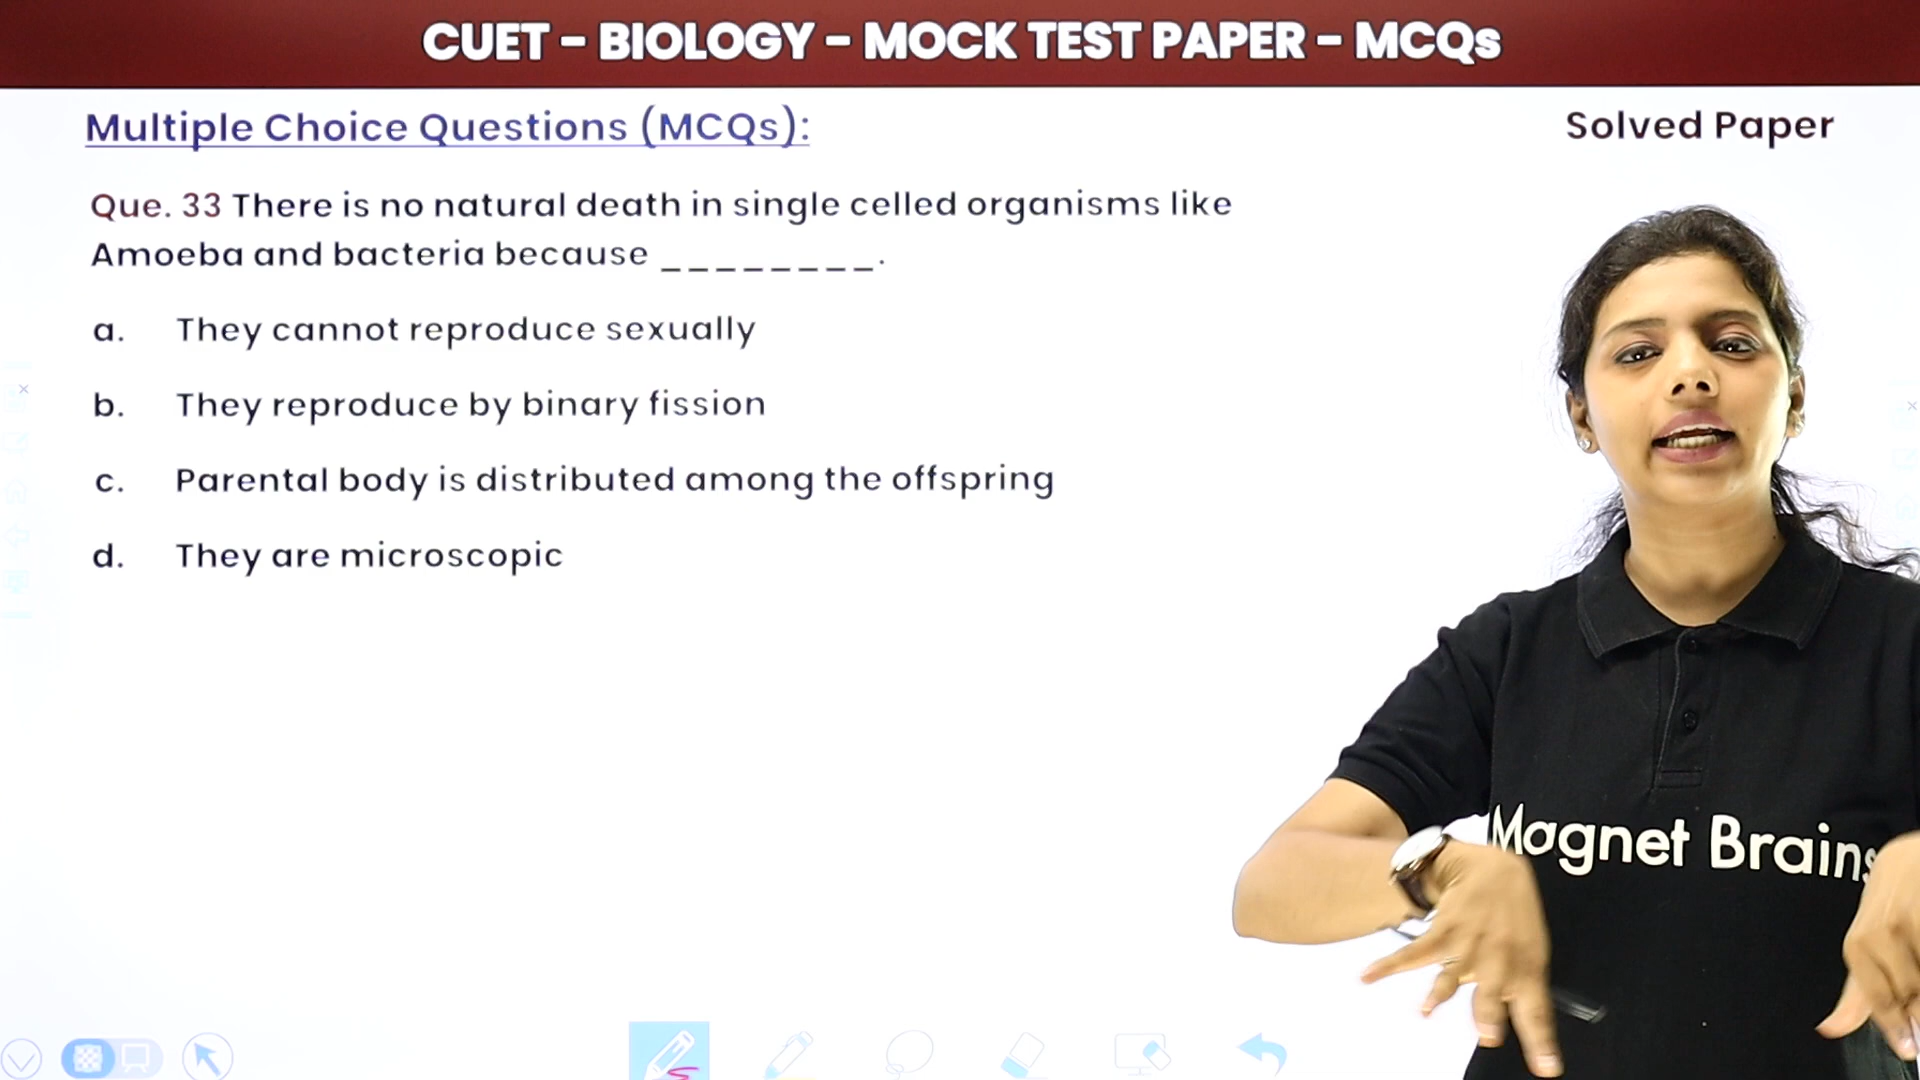 CUET - BIOLOGY - MOCK TEST PAPER - MCQs
Multiple Choice Questions (MCQs):
Solved Paper
Que. 33 There is no natural death in single celled organisms like
Amoeba and bacteria because ________.
a. They cannot reproduce sexually
b. They reproduce by binary fission
c. Parental body is distributed among the offspring
d. They are microscopic
Magnet Brains